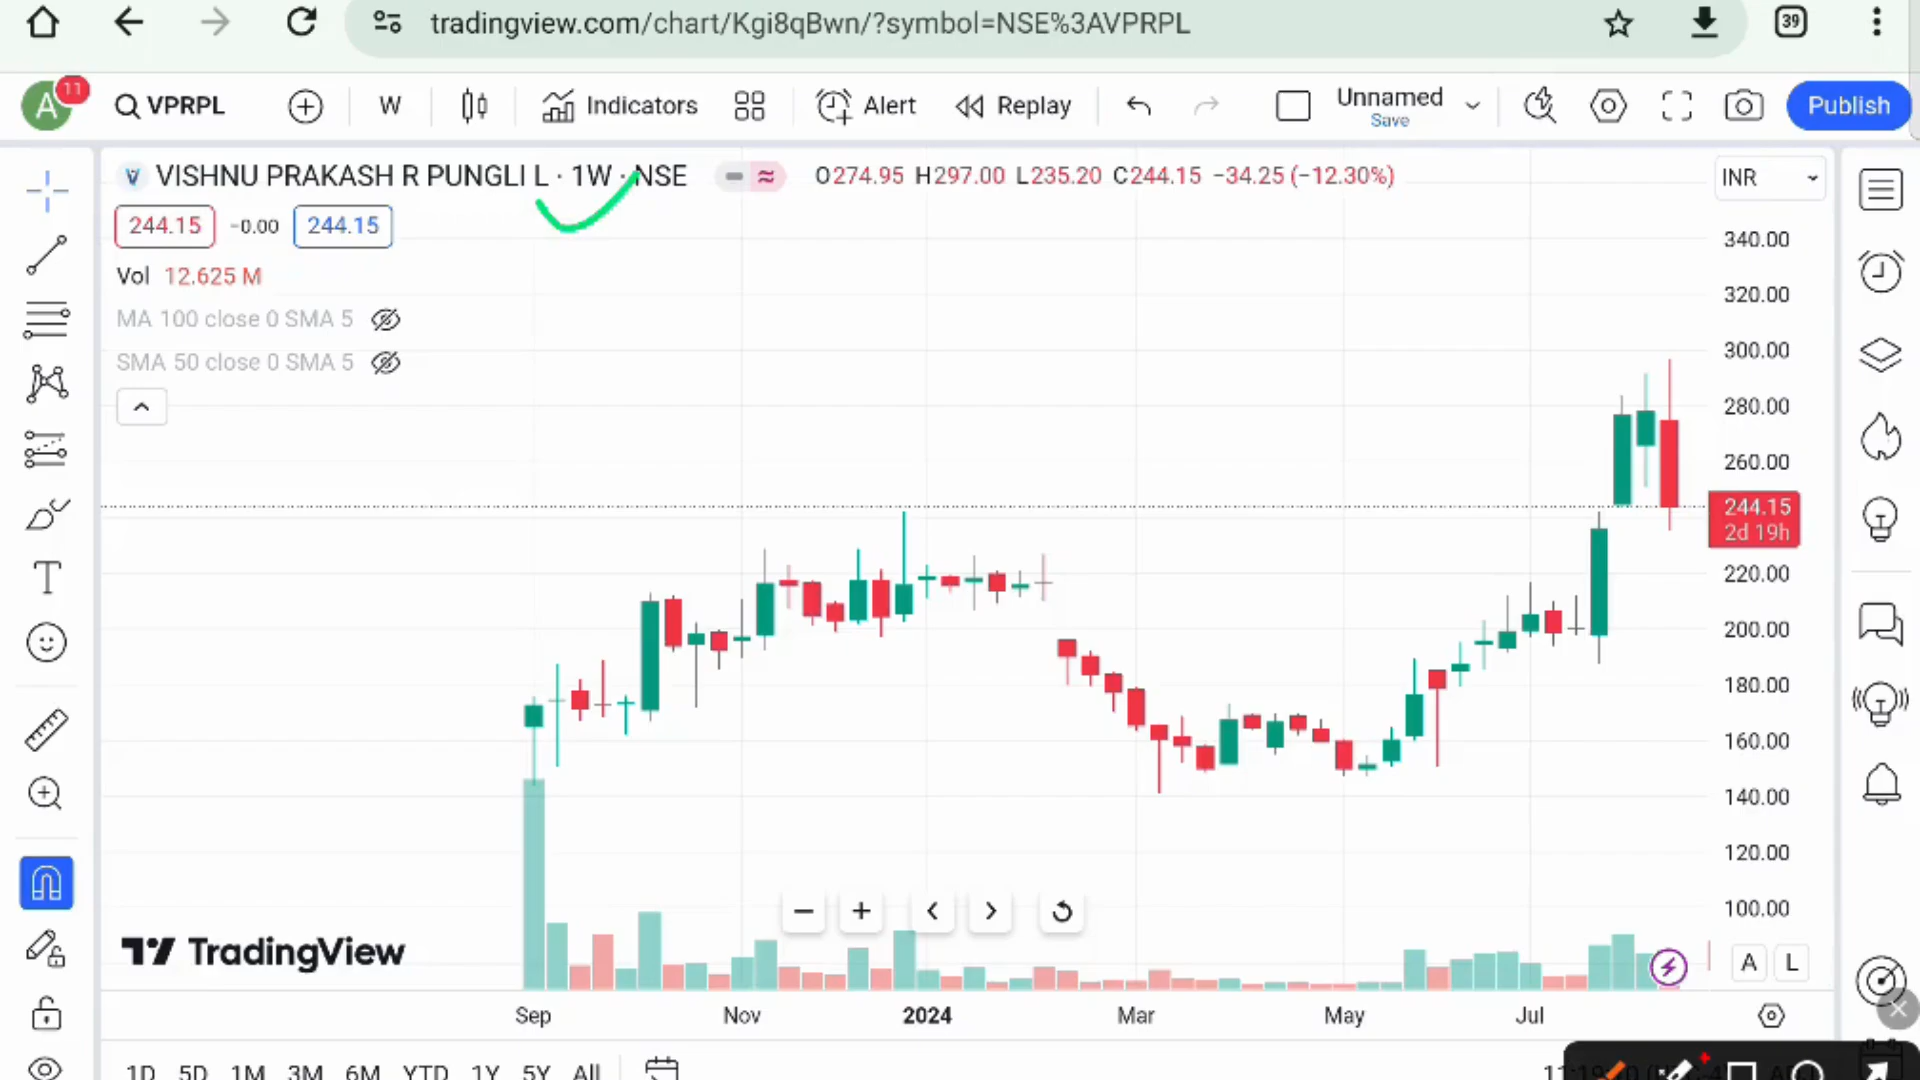 tradingview.com/chart/Kgi8qBwn/?symbol=NSE%3AVPRPL
39
A
11
VPRPL
W
Indicators
Alert
Replay
Unnamed
Save
Publish
VISHNU PRAKASH R PUNGLI L · 1W · NSE
O274.95 H297.00 L235.20 C244.15 −34.25 (−12.30%)
INR
244.15
−0.00
244.15
Vol 12.625 M
MA 100 close 0 SMA 5
SMA 50 close 0 SMA 5
340.00
320.00
300.00
280.00
260.00
244.15
2d 19h
220.00
200.00
180.00
160.00
140.00
120.00
100.00
TradingView
A
L
Sep
Nov
2024
Mar
May
Jul
1D 5D 1M 3M 6M YTD 1Y 5Y All